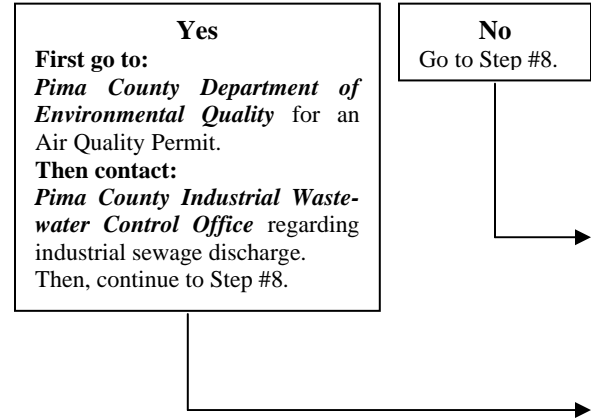 Yes
First go to:
Pima County Department of
Environmental Quality for an
Air Quality Permit.
Then contact:
Pima County Industrial Waste-
water Control Office regarding
industrial sewage discharge.
Then, continue to Step #8.
No
Go to Step #8.